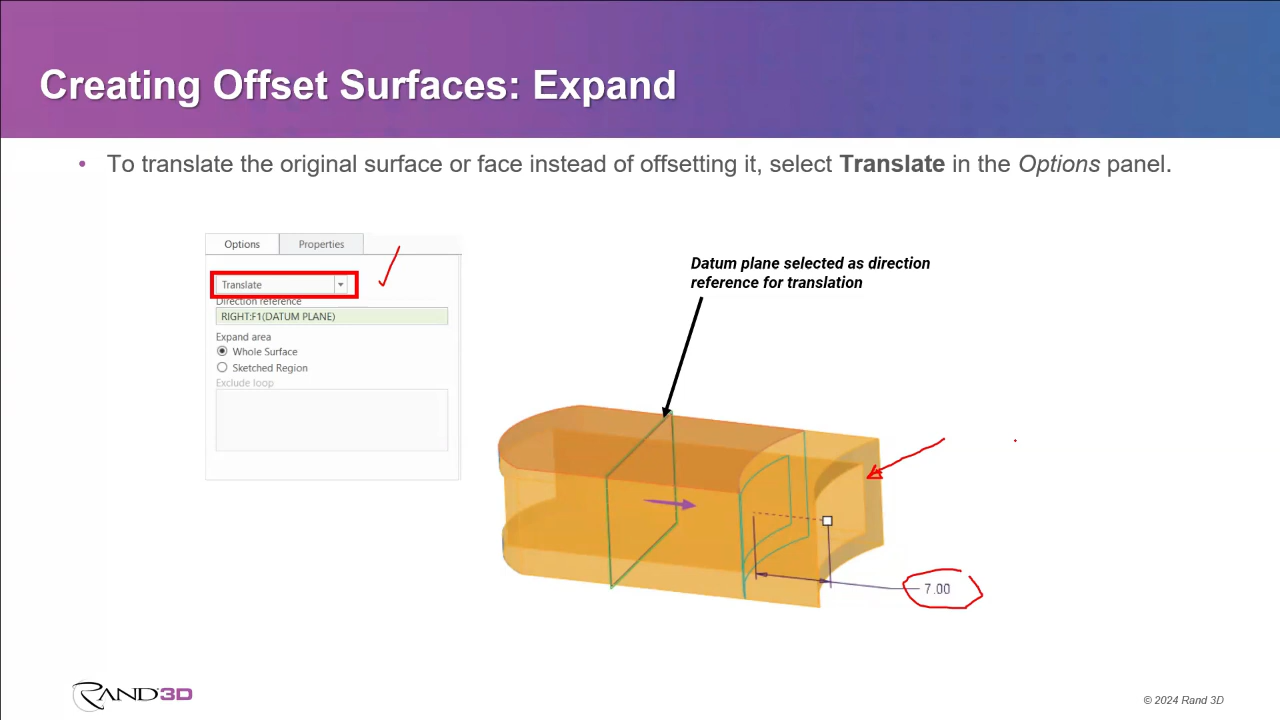 Creating Offset Surfaces: Expand
• To translate the original surface or face instead of offsetting it, select Translate in the Options panel.
Options Properties
Translate
Direction reference
RIGHT:F1(DATUM PLANE)
Expand area
Whole Surface
Sketched Region
Exclude loop
Datum plane selected as direction
reference for translation
7.00
RAND 3D
© 2024 Rand 3D